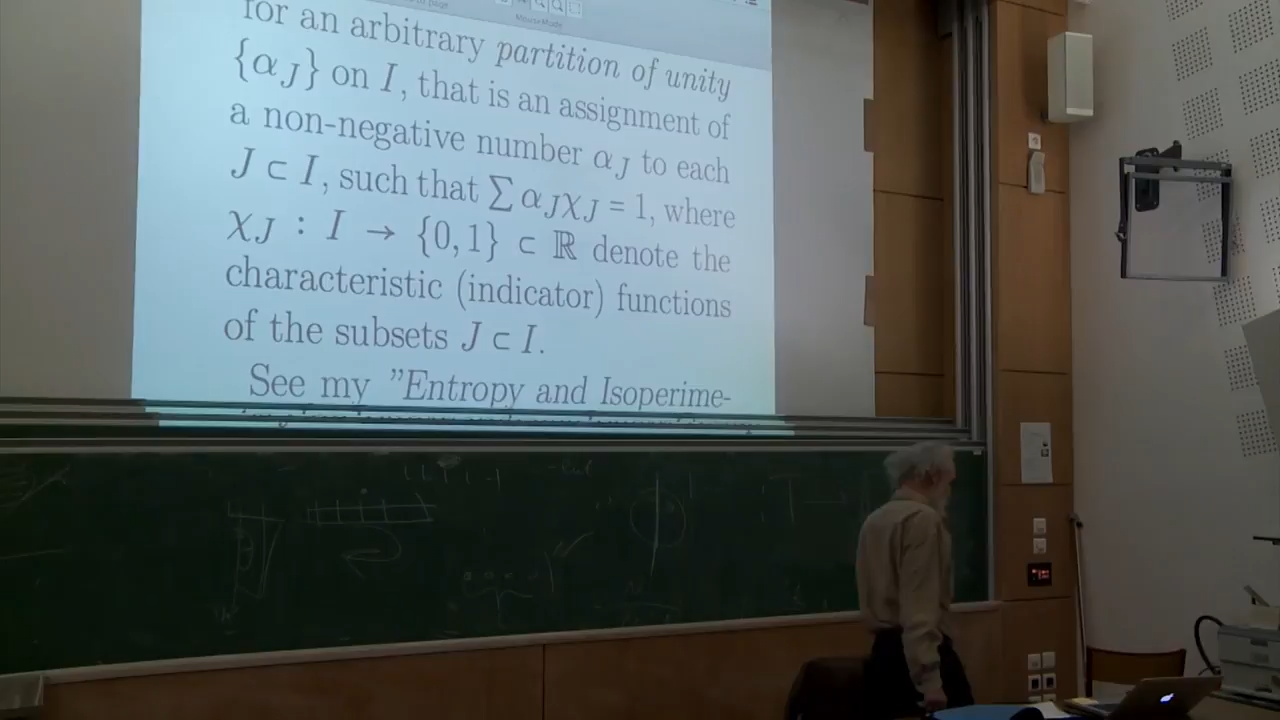 for an arbitrary partition of unity
{α_J} on I, that is an assignment of
a non-negative number α_J to each
J ⊂ I, such that ∑ α_J χ_J = 1, where
χ_J : I → {0, 1} ⊂ ℝ denote the
characteristic (indicator) functions
of the subsets J ⊂ I.
See my ”Entropy and Isoperime-